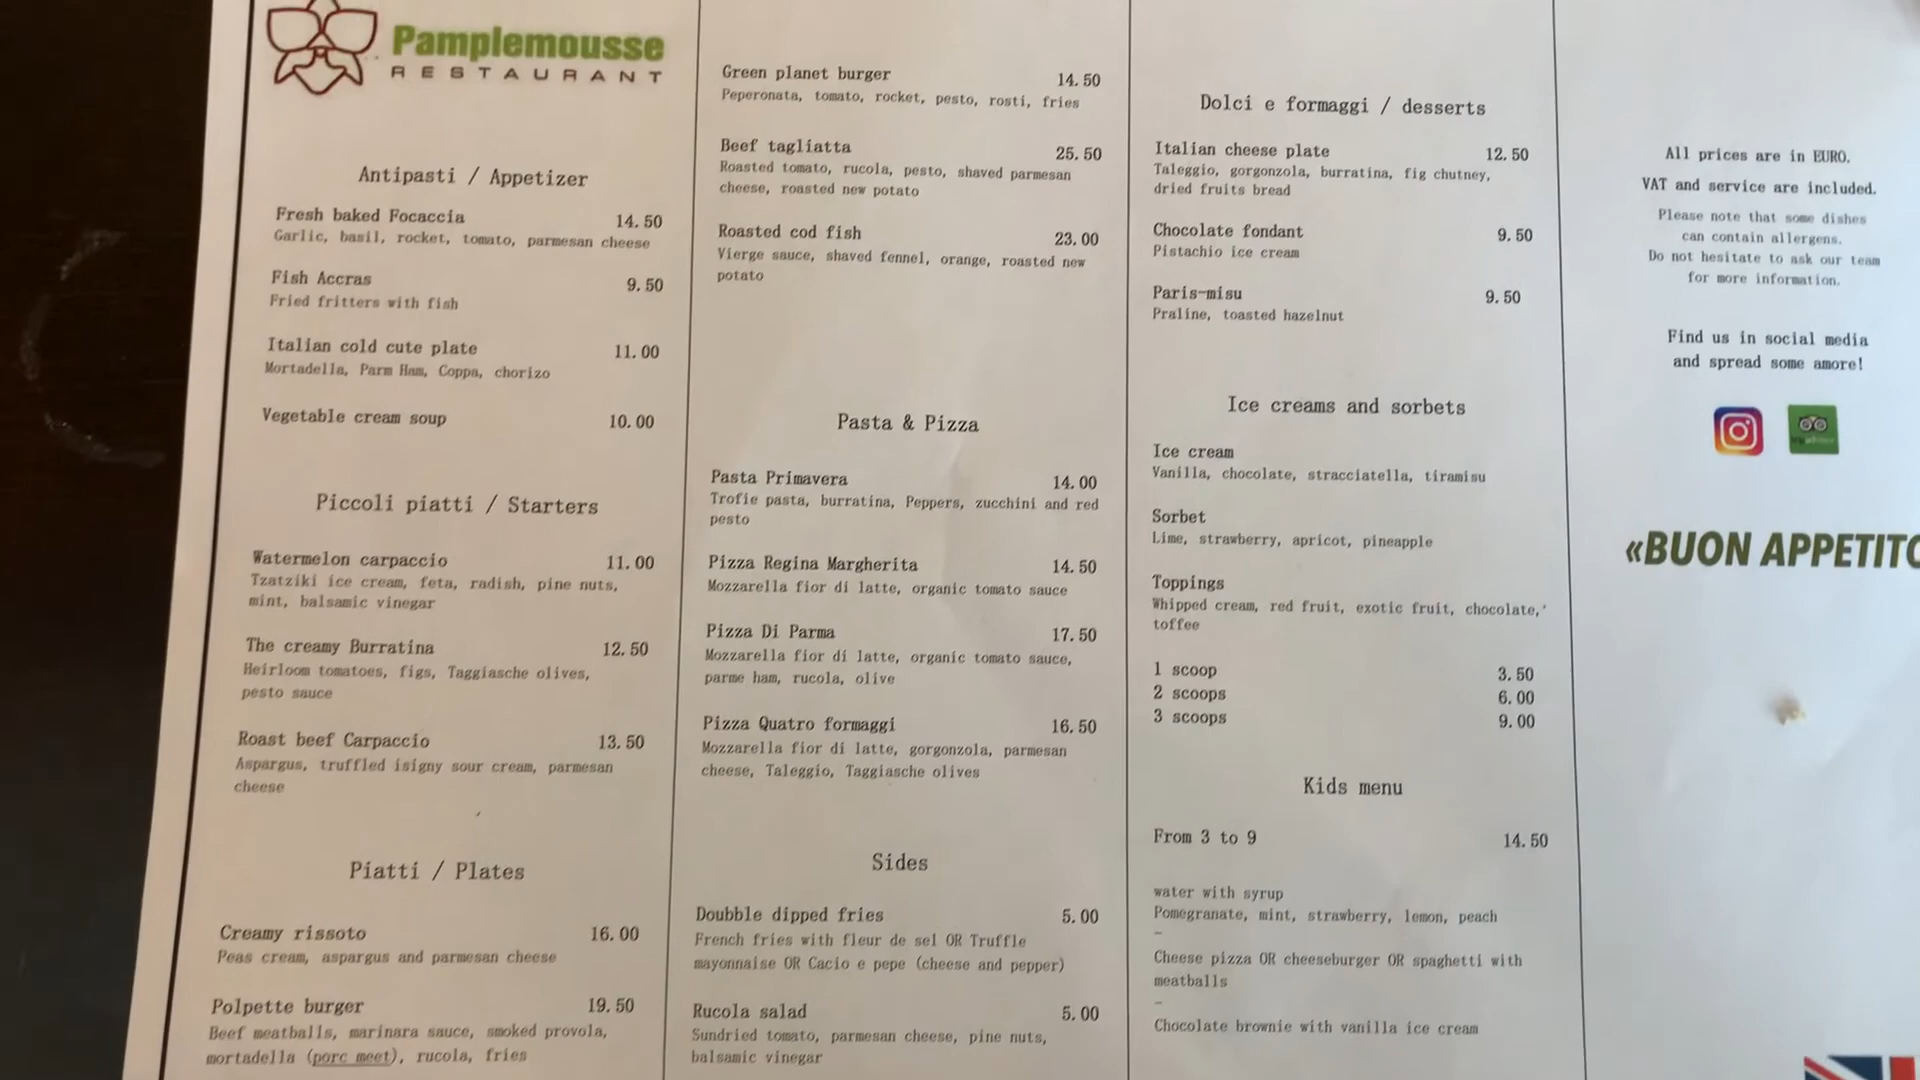 Pamplemousse
RESTAURANT
Antipasti / Appetizer
Fresh baked Focaccia 14.50
Garlic, basil, rocket, tomato, parmesan cheese
Fish Accras 9.50
Fried fritters with fish
Italian cold cute plate 11.00
Mortadella, Parm Ham, Coppa, chorizo
Vegetable cream soup 10.00
Piccoli piatti / Starters
Watermelon carpaccio 11.00
Tzatziki ice cream, feta, radish, pine nuts,
mint, balsamic vinegar
The creamy Burratina 12.50
Heirloom tomatoes, figs, Taggiasche olives,
pesto sauce
Roast beef Carpaccio 13.50
Aspargus, truffled isigny sour cream, parmesan
cheese
Piatti / Plates
Creamy rissoto 16.00
Peas cream, aspargus and parmesan cheese
Polpette burger 19.50
Beef meatballs, marinara sauce, smoked provola,
mortadella (porc meet), rucola, fries
Green planet burger 14.50
Peperonata, tomato, rocket, pesto, rosti, fries
Beef tagliatta 25.50
Roasted tomato, rucola, pesto, shaved parmesan
cheese, roasted new potato
Roasted cod fish 23.00
Vierge sauce, shaved fennel, orange, roasted new
potato
Pasta & Pizza
Pasta Primavera 14.00
Trofie pasta, burratina, Peppers, zucchini and red
pesto
Pizza Regina Margherita 14.50
Mozzarella fior di latte, organic tomato sauce
Pizza Di Parma 17.50
Mozzarella fior di latte, organic tomato sauce,
parme ham, rucola, olive
Pizza Quatro formaggi 16.50
Mozzarella fior di latte, gorgonzola, parmesan
cheese, Taleggio, Taggiasche olives
Sides
Doubble dipped fries 5.00
French fries with fleur de sel OR Truffle
mayonnaise OR Cacio e pepe (cheese and pepper)
Rucola salad 5.00
Sundried tomato, parmesan cheese, pine nuts,
balsamic vinegar
Dolci e formaggi / desserts
Italian cheese plate 12.50
Taleggio, gorgonzola, burratina, fig chutney,
dried fruits bread
Chocolate fondant 9.50
Pistachio ice cream
Paris-misu 9.50
Praline, toasted hazelnut
Ice creams and sorbets
Ice cream
Vanilla, chocolate, stracciatella, tiramisu
Sorbet
Lime, strawberry, apricot, pineapple
Toppings
Whipped cream, red fruit, exotic fruit, chocolate,
toffee
1 scoop 3.50
2 scoops 6.00
3 scoops 9.00
Kids menu
From 3 to 9 14.50
water with syrup
Pomegranate, mint, strawberry, lemon, peach
–
Cheese pizza OR cheeseburger OR spaghetti with
meatballs
–
Chocolate brownie with vanilla ice cream
All prices are in EURO.
VAT and service are included.
Please note that some dishes
can contain allergens.
Do not hesitate to ask our team
for more information.
Find us in social media
and spread some amore!
«BUON APPETITO